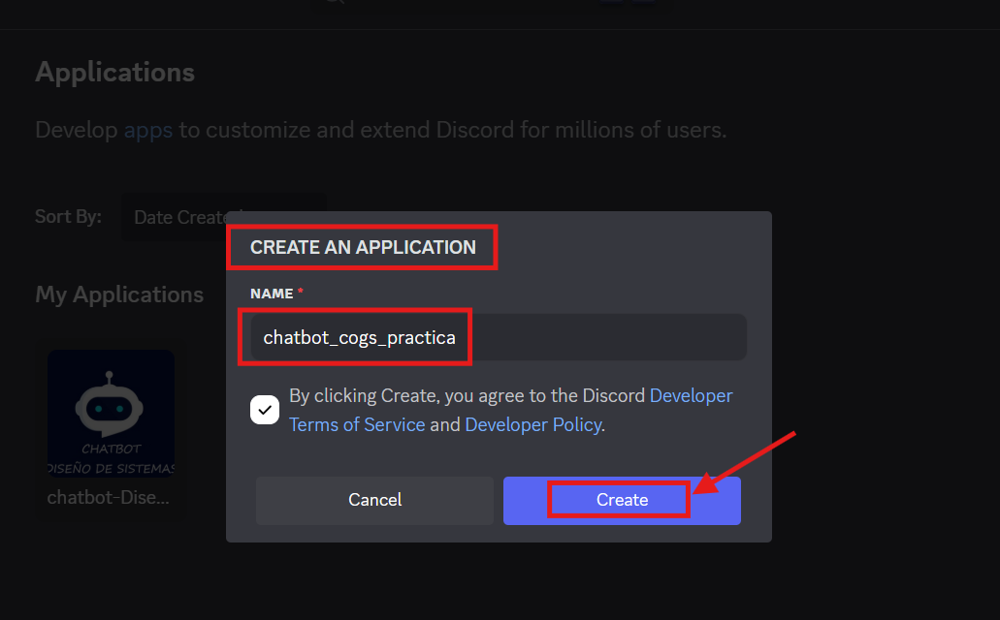 Applications
Develop apps to customize and extend Discord for millions of users.
Sort By:
Date Created
CREATE AN APPLICATION
My Applications
NAME *
chatbot_cogs_practica
By clicking Create, you agree to the Discord Developer
Terms of Service and Developer Policy.
CHATBOT
DISEÑO DE SISTEMAS
chatbot-Dise...
Cancel
Create